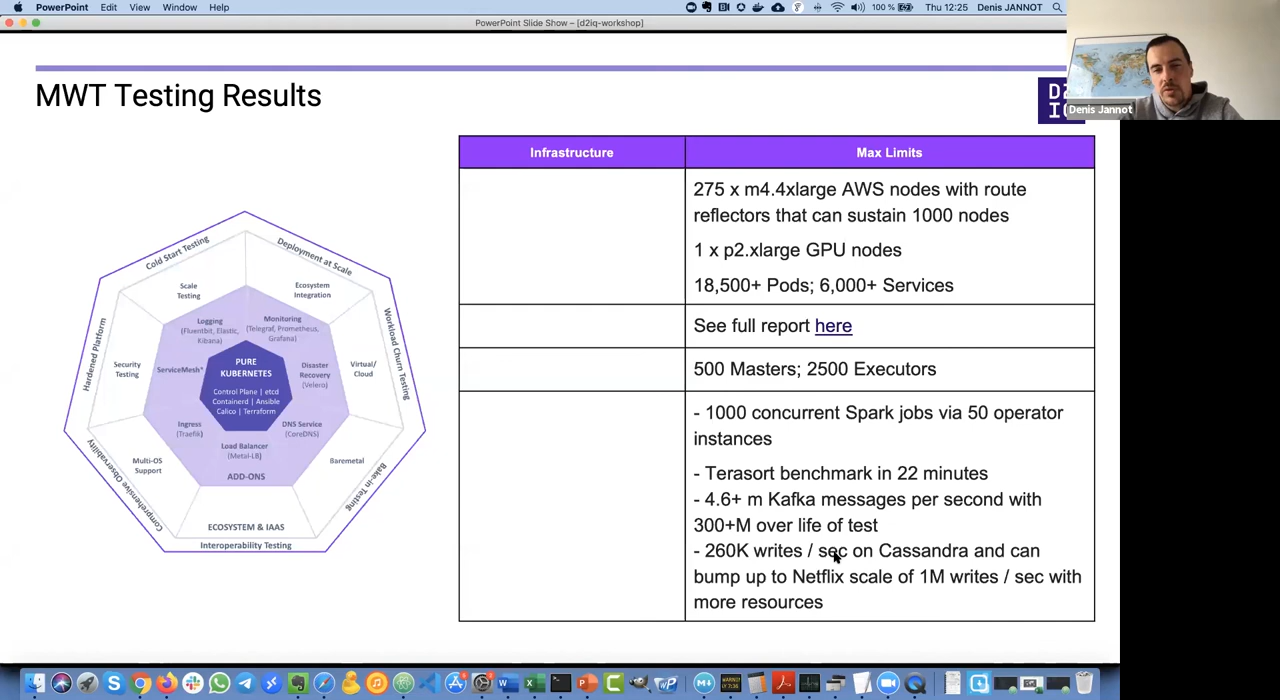 PowerPoint Edit View Window Help
100 % Thu 12:25 Denis JANNOT
PowerPoint Slide Show – [d2iq-workshop]
MWT Testing Results
Denis Jannot
Infrastructure Max Limits
275 x m4.4xlarge AWS nodes with route
reflectors that can sustain 1000 nodes
1 x p2.xlarge GPU nodes
18,500+ Pods; 6,000+ Services
See full report here
500 Masters; 2500 Executors
- 1000 concurrent Spark jobs via 50 operator
instances
- Terasort benchmark in 22 minutes
- 4.6+ m Kafka messages per second with
300+M over life of test
- 260K writes / sec on Cassandra and can
bump up to Netflix scale of 1M writes / sec with
more resources
Cold Start Testing
Deployment at Scale
Workload Churn Testing
Bake-in Testing
Interoperability Testing
Comprehensive Observability
Hardened Platform
Scale
Testing
Ecosystem
Integration
Virtual/
Cloud
Baremetal
ECOSYSTEM & IAAS
Multi-OS
Support
Security
Testing
Logging
(Fluentbit, Elastic,
Kibana)
Monitoring
(Telegraf, Prometheus,
Grafana)
Disaster
Recovery
(Velero)
DNS Service
(CoreDNS)
Load Balancer
(Metal-LB)
ADD-ONS
Ingress
(Traefik)
ServiceMesh*
PURE
KUBERNETES
Control Plane | etcd
Containerd | Ansible
Calico | Terraform